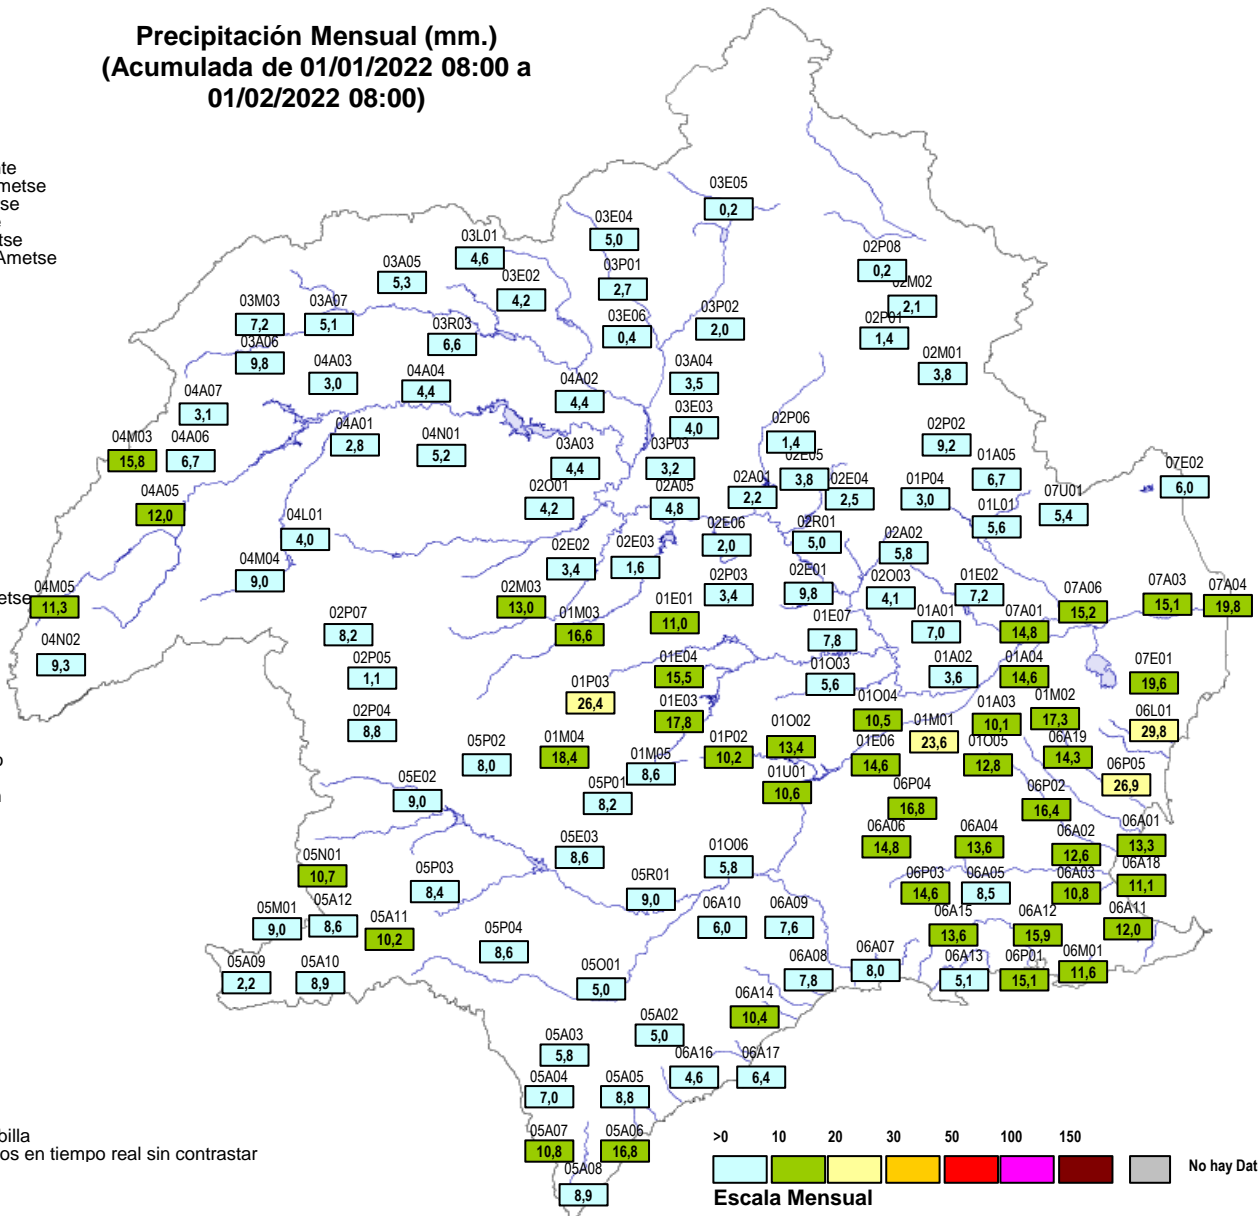 Precipitación Mensual (mm.)
(Acumulada de 01/01/2022 08:00 a
01/02/2022 08:00)
nte
metse
se
e
tse
Ametse
03E05
0,2
03E04
5,0
03L01
4,6
02P08
0,2
03A05
5,3
03E02
4,2
03P01
2,7
02M02
2,1
03M03
7,2
03A07
5,1
03R03
6,6
03E06
0,4
03P02
2,0
02P01
1,4
03A06
9,8
04A03
3,0
04A04
4,4
04A02
4,4
03A04
3,5
02M01
3,8
04A07
3,1
03E03
4,0
04M03
15,8
04A06
6,7
04A01
2,8
04N01
5,2
03A03
4,4
03P03
3,2
02P06
1,4
02P02
9,2
02E05
3,8
01A05
6,7
07E02
6,0
04A05
12,0
02O01
4,2
02A05
4,8
02A01
2,2
02E04
2,5
01P04
3,0
01L01
5,6
07U01
5,4
04L01
4,0
02E06
2,0
02R01
5,0
02A02
5,8
04M04
9,0
02E02
3,4
02E03
1,6
02P03
3,4
02E01
9,8
02O03
4,1
01E02
7,2
etse
04M05
11,3
02M03
13,0
01M03
16,6
01E01
11,0
07A06
15,2
07A03
15,1
07A04
19,8
04N02
9,3
02P07
8,2
01E07
7,8
01A01
7,0
07A01
14,8
02P05
1,1
01P03
26,4
01E04
15,5
01O03
5,6
01A02
3,6
01A04
14,6
07E01
19,6
02P04
8,8
01E03
17,8
01O04
10,5
01A03
10,1
01M02
17,3
06L01
29,8
05P02
8,0
01M04
18,4
01M05
8,6
01P02
10,2
01O02
13,4
01E06
14,6
01M01
23,6
01O05
12,8
06A19
14,3
06P05
26,9
05E02
9,0
05P01
8,2
01U01
10,6
06P04
16,8
06P02
16,4
05E03
8,6
01O06
5,8
06A06
14,8
06A04
13,6
06A02
12,6
06A01
13,3
05N01
10,7
05P03
8,4
05R01
9,0
06P03
14,6
06A05
8,5
06A03
10,8
06A18
11,1
05M01
9,0
05A12
8,6
05A11
10,2
06A10
6,0
06A09
7,6
06A15
13,6
06A12
15,9
06A11
12,0
05P04
8,6
05A09
2,2
05A10
8,9
05O01
5,0
06A08
7,8
06A07
8,0
06A13
5,1
06P01
15,1
06M01
11,6
05A02
5,0
06A14
10,4
05A03
5,8
06A16
4,6
06A17
6,4
05A04
7,0
05A05
8,8
05A07
10,8
05A06
16,8
05A08
8,9
billa
os en tiempo real sin contrastar
>0 10 20 30 50 100 150
No hay Dat
Escala Mensual